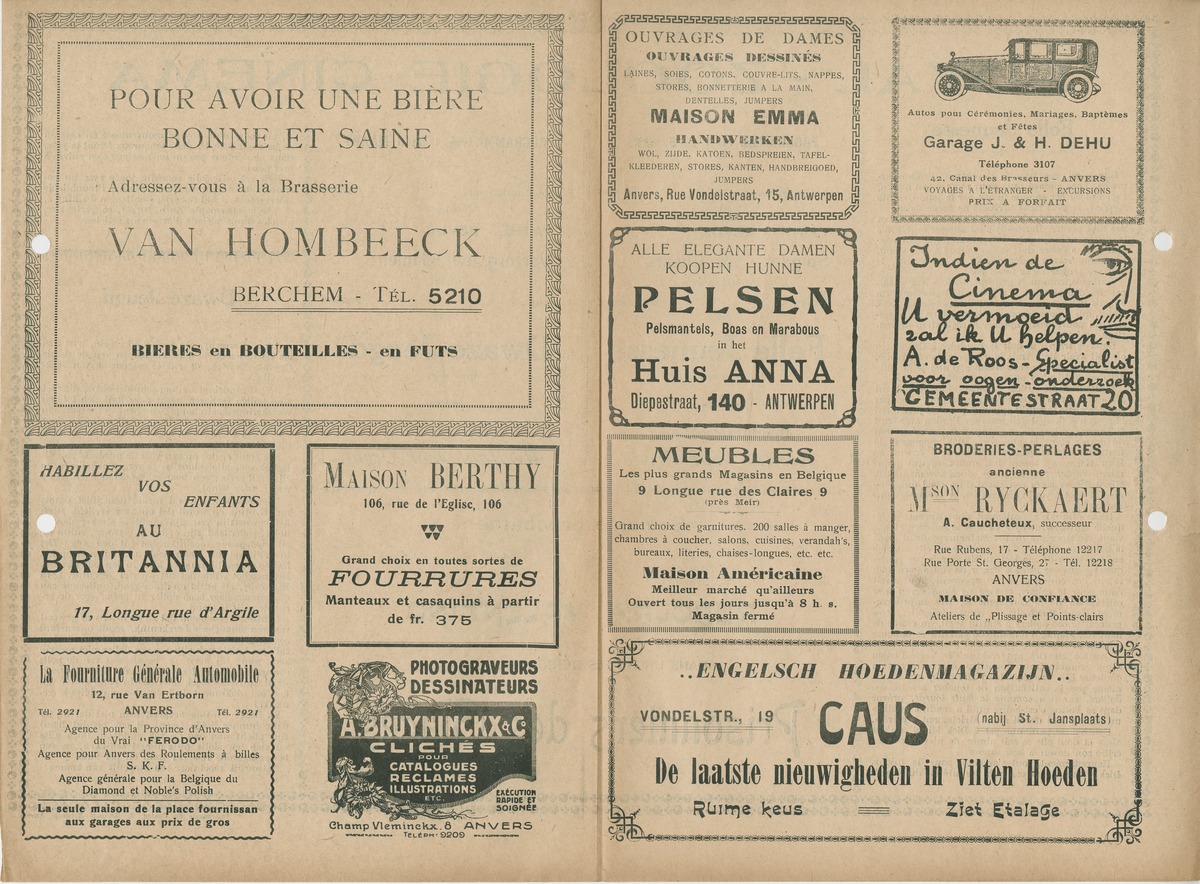 POUR AVOIR UNE BIÈRE
BONNE ET SAINE
Adressez-vous à la Brasserie
VAN HOMBEECK
BERCHEM - TÉL. 5210
BIERES en BOUTEILLES - en FUTS
HABILLEZ
VOS
ENFANTS
AU
BRITANNIA
17, Longue rue d'Argile
MAISON BERTHY
106, rue de l'Eglise, 106
Grand choix en toutes sortes de
FOURRURES
Manteaux et casaquins à partir
de fr. 375
La Fourniture Générale Automobile
12, rue Van Ertborn
Tél. 2921 ANVERS Tél. 2921
Agence pour la Province d'Anvers
du Vrai "FERODO"
Agence pour Anvers des Roulements à billes
S. K. F.
Agence générale pour la Belgique du
Diamond et Noble's Polish
La seule maison de la place fournissan
aux garages aux prix de gros
PHOTOGRAVEURS
DESSINATEURS
A. BRUYNINCKX & Co
CLICHÉS
POUR
CATALOGUES
RECLAMES
ILLUSTRATIONS
ETC.
EXÉCUTION
RAPIDE ET
SOIGNÉE
Champ Vleminckx. 8 ANVERS
TELÉPH: 9209
OUVRAGES DE DAMES
OUVRAGES DESSINÉS
LAINES, SOIES, COTONS, COUVRE-LITS, NAPPES,
STORES, BONNETTERIE A LA MAIN,
DENTELLES, JUMPERS
MAISON EMMA
HANDWERKEN
WOL, ZIJDE, KATOEN, BEDSPREIEN, TAFEL-
KLEEDEREN, STORES, KANTEN, HANDBREIGOED,
JUMPERS
Anvers, Rue Vondelstraat, 15, Antwerpen
Autos pour Cérémonies, Mariages, Baptèmes
et Fêtes
Garage J. & H. DEHU
Téléphone 3107
42, Canal des Brasseurs - ANVERS
VOYAGES A L'ÉTRANGER - EXCURSIONS
PRIX A FORFAIT
ALLE ELEGANTE DAMEN
KOOPEN HUNNE
PELSEN
Pelsmantels, Boas en Marabous
in het
Huis ANNA
Diepestraat, 140 - ANTWERPEN
Indien de
Cinema
U vermoeid
zal ik U helpen.
A. de Roos - Specialist
voor oogen - onderzoek
GEMEENTESTRAAT 20
MEUBLES
Les plus grands Magasins en Belgique
9 Longue rue des Claires 9
(près Meir)
Grand choix de garnitures. 200 salles à manger,
chambres à coucher, salons, cuisines, verandah's,
bureaux, literies, chaises-longues, etc. etc.
Maison Américaine
Meilleur marché qu'ailleurs
Ouvert tous les jours jusqu'à 8 h. s.
Magasin fermé
BRODERIES-PERLAGES
ancienne
MSON RYCKAERT
A. Caucheteux, successeur
Rue Rubens, 17 - Téléphone 12217
Rue Porte St. Georges, 27 - Tél. 12218
ANVERS
MAISON DE CONFIANCE
Ateliers de „Plissage et Points-clairs
..ENGELSCH HOEDENMAGAZIJN..
VONDELSTR., 19 CAUS (nabij St. Jansplaats)
De laatste nieuwigheden in Vilten Hoeden
Ruime keus Ziet Etalage